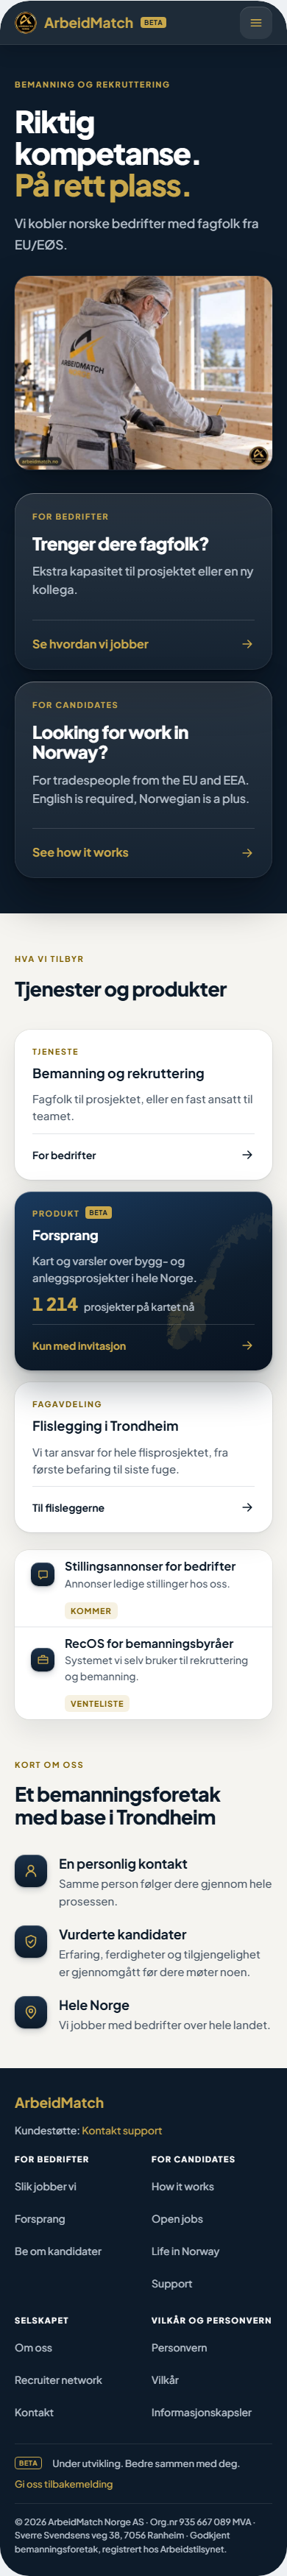 ArbeidMatch BETA
BEMANNING OG REKRUTTERING
Riktig
kompetanse.
På rett plass.
Vi kobler norske bedrifter med fagfolk fra
EU/EØS.
ARBEIDMATCH
arbeidmatch.no
FOR BEDRIFTER
Trenger dere fagfolk?
Ekstra kapasitet til prosjektet eller en ny
kollega.
Se hvordan vi jobber →
FOR CANDIDATES
Looking for work in
Norway?
For tradespeople from the EU and EEA.
English is required, Norwegian is a plus.
See how it works →
HVA VI TILBYR
Tjenester og produkter
TJENESTE
Bemanning og rekruttering
Fagfolk til prosjektet, eller en fast ansatt til
teamet.
For bedrifter →
PRODUKT BETA
Forsprang
Kart og varsler over bygg- og
anleggsprosjekter i hele Norge.
1 214 prosjekter på kartet nå
Kun med invitasjon →
FAGAVDELING
Flislegging i Trondheim
Vi tar ansvar for hele flisprosjektet, fra
første befaring til siste fuge.
Til flisleggerne →
Stillingsannonser for bedrifter
Annonser ledige stillinger hos oss.
KOMMER
RecOS for bemanningsbyråer
Systemet vi selv bruker til rekruttering
og bemanning.
VENTELISTE
KORT OM OSS
Et bemanningsforetak
med base i Trondheim
En personlig kontakt
Samme person følger dere gjennom hele
prosessen.
Vurderte kandidater
Erfaring, ferdigheter og tilgjengelighet
er gjennomgått før dere møter noen.
Hele Norge
Vi jobber med bedrifter over hele landet.
ArbeidMatch
Kundestøtte: Kontakt support
FOR BEDRIFTER
Slik jobber vi
Forsprang
Be om kandidater
FOR CANDIDATES
How it works
Open jobs
Life in Norway
Support
SELSKAPET
Om oss
Recruiter network
Kontakt
VILKÅR OG PERSONVERN
Personvern
Vilkår
Informasjonskapsler
BETA Under utvikling. Bedre sammen med deg.
Gi oss tilbakemelding
© 2026 ArbeidMatch Norge AS · Org.nr 935 667 089 MVA ·
Sverre Svendsens veg 38, 7056 Ranheim · Godkjent
bemanningsforetak, registrert hos Arbeidstilsynet.